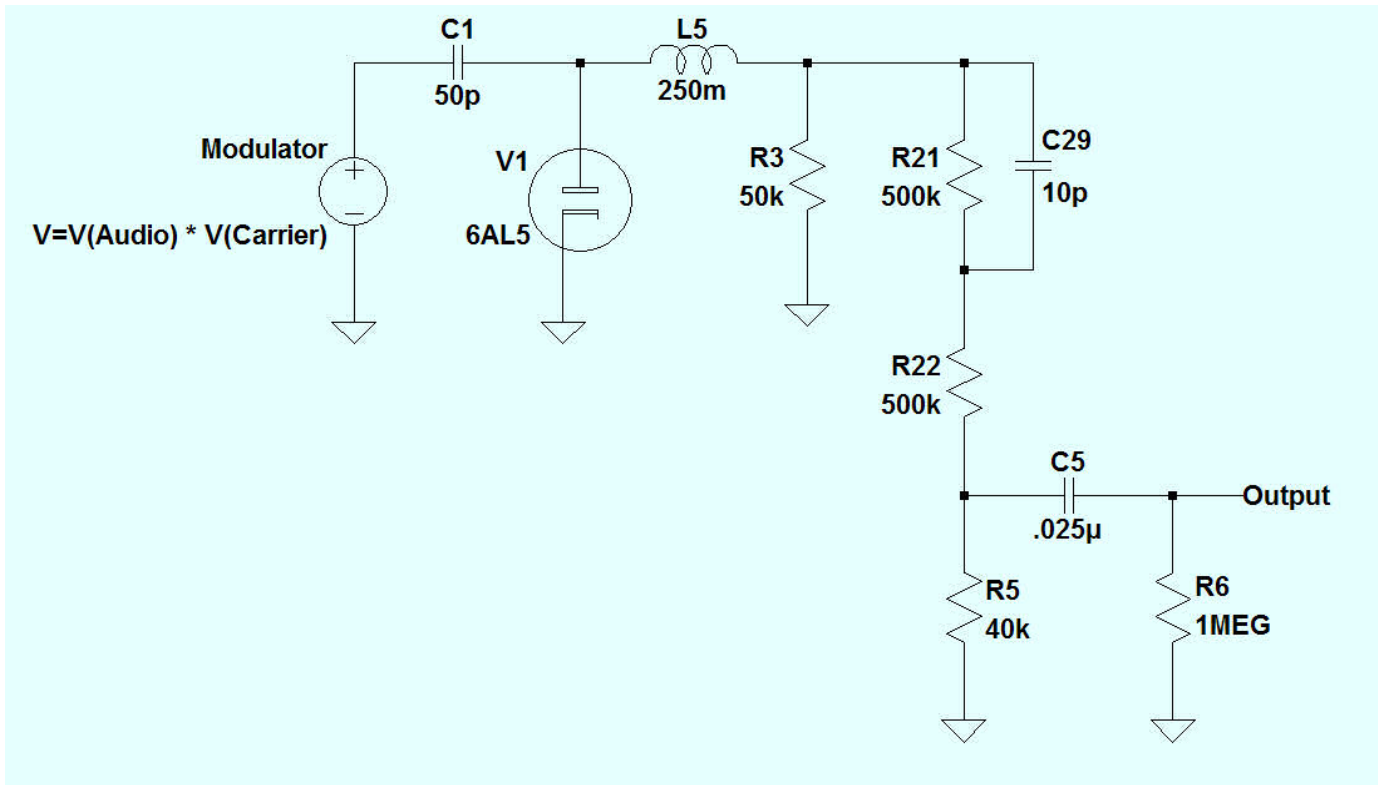 C1
50p
L5
250m
Modulator
V=V(Audio) * V(Carrier)
V1
6AL5
R3
50k
R21
500k
C29
10p
R22
500k
C5
.025µ
Output
R5
40k
R6
1MEG